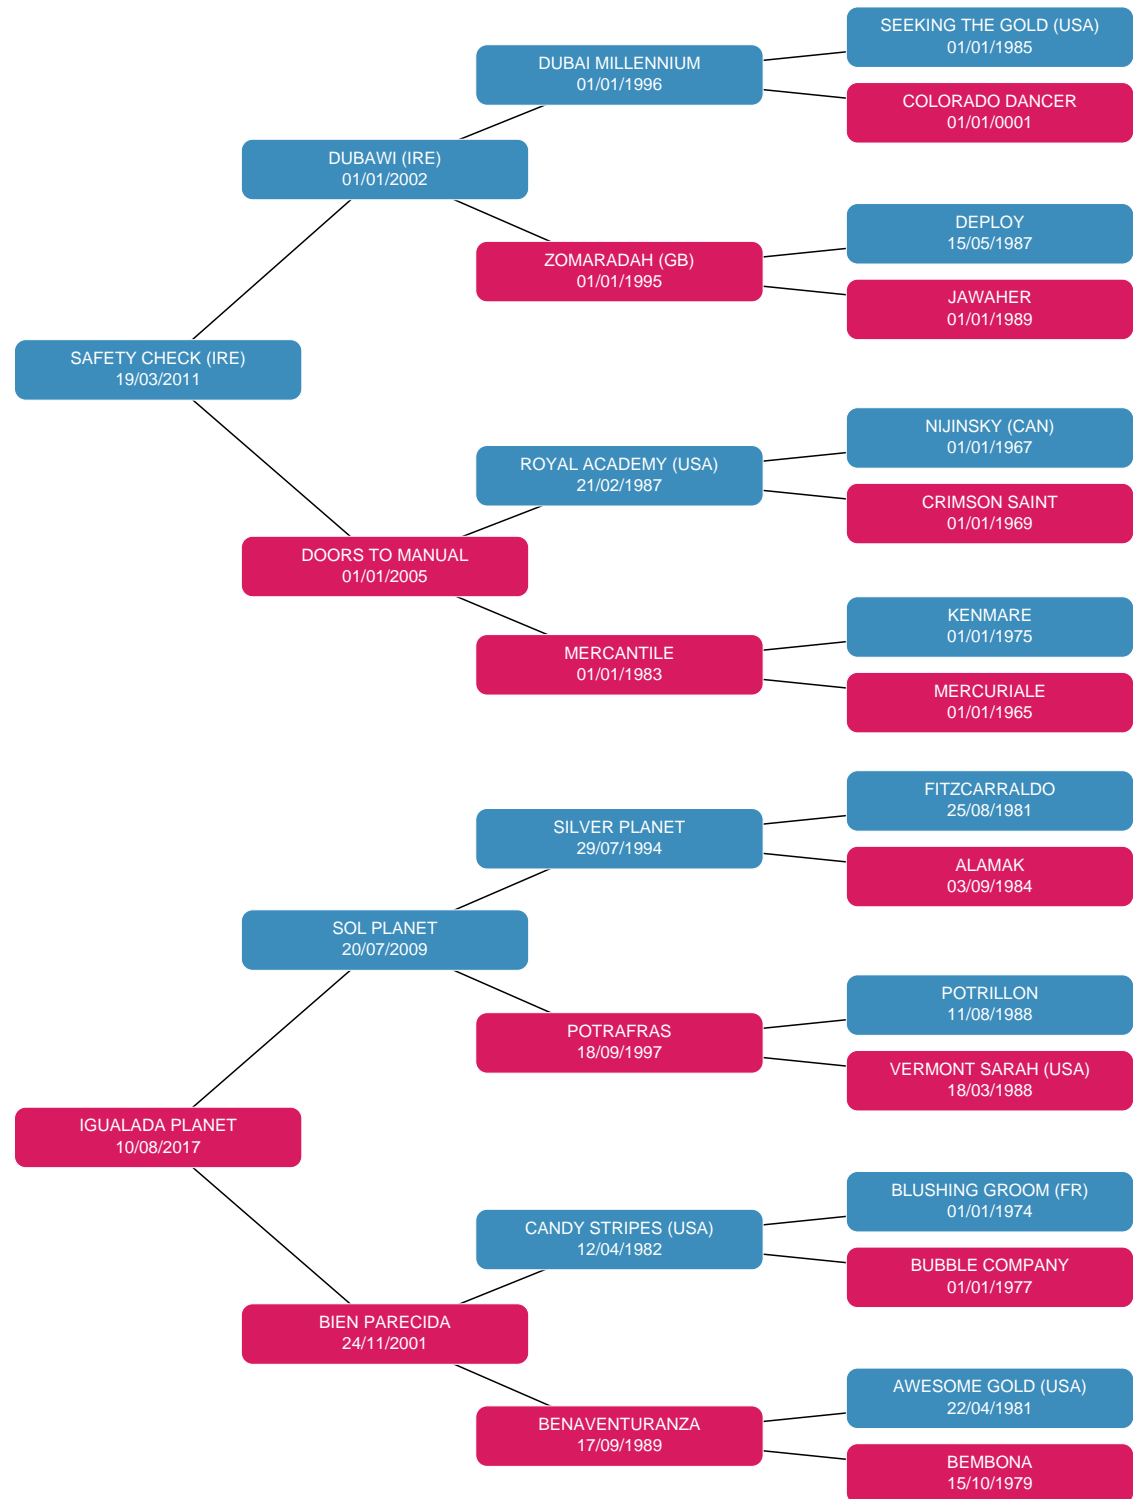 SEEKING THE GOLD (USA)
01/01/1985
DUBAI MILLENNIUM
01/01/1996
COLORADO DANCER
01/01/0001
DUBAWI (IRE)
01/01/2002
DEPLOY
15/05/1987
ZOMARADAH (GB)
01/01/1995
JAWAHER
01/01/1989
SAFETY CHECK (IRE)
19/03/2011
NIJINSKY (CAN)
01/01/1967
ROYAL ACADEMY (USA)
21/02/1987
CRIMSON SAINT
01/01/1969
DOORS TO MANUAL
01/01/2005
KENMARE
01/01/1975
MERCANTILE
01/01/1983
MERCURIALE
01/01/1965
FITZCARRALDO
25/08/1981
SILVER PLANET
29/07/1994
ALAMAK
03/09/1984
SOL PLANET
20/07/2009
POTRILLON
11/08/1988
POTRAFRAS
18/09/1997
VERMONT SARAH (USA)
18/03/1988
IGUALADA PLANET
10/08/2017
BLUSHING GROOM (FR)
01/01/1974
CANDY STRIPES (USA)
12/04/1982
BUBBLE COMPANY
01/01/1977
BIEN PARECIDA
24/11/2001
AWESOME GOLD (USA)
22/04/1981
BENAVENTURANZA
17/09/1989
BEMBONA
15/10/1979